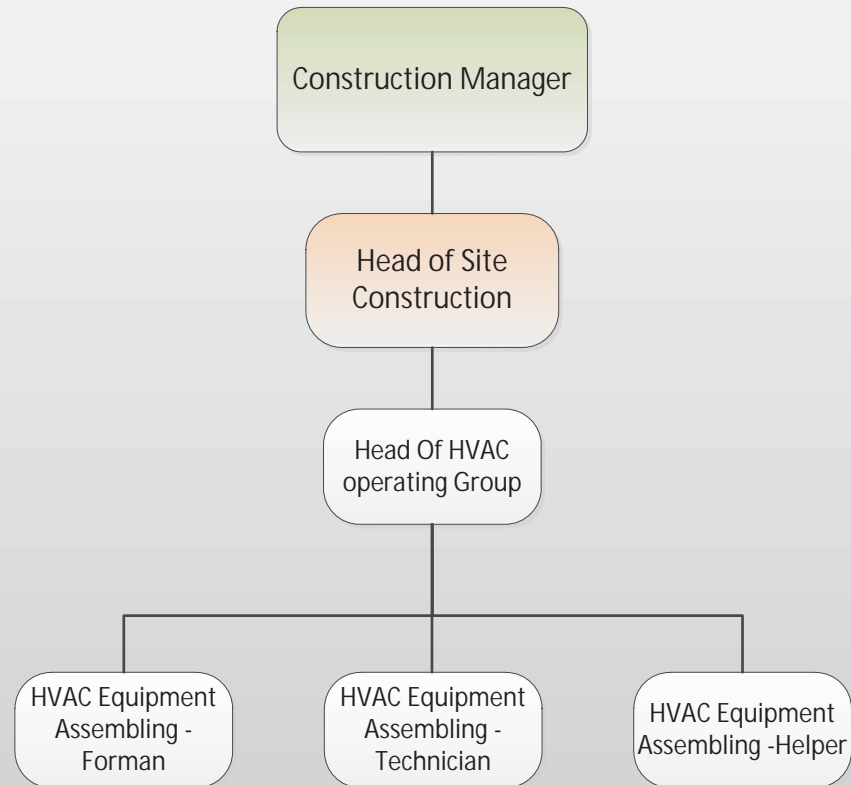 Construction Manager
Head of Site
Construction
Head Of HVAC
operating Group
HVAC Equipment
Assembling -
Forman
HVAC Equipment
Assembling -
Technician
HVAC Equipment
Assembling -Helper